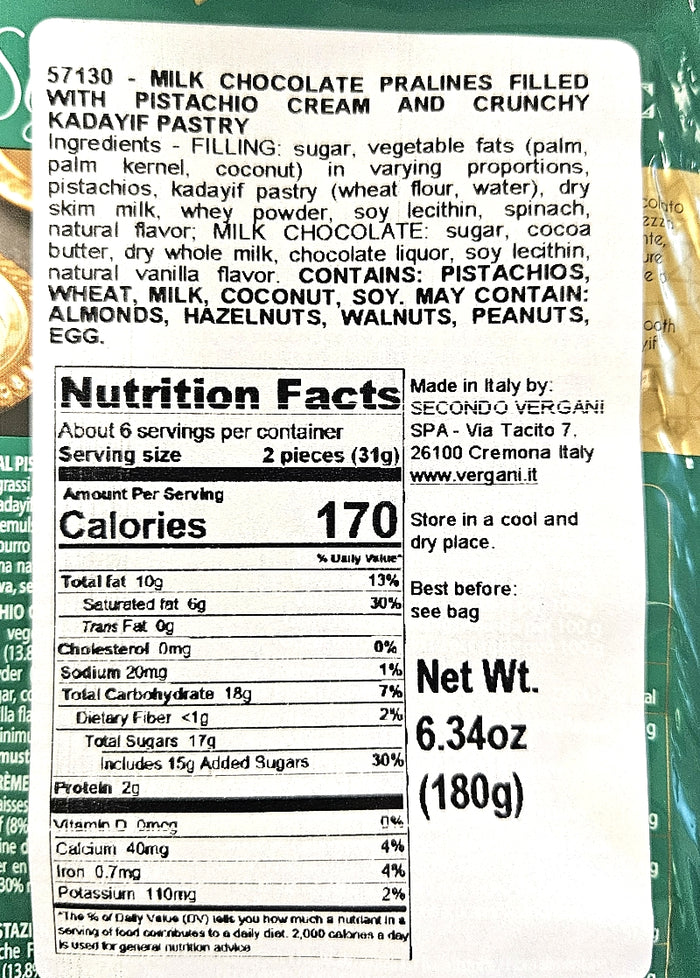 57130 - MILK CHOCOLATE PRALINES FILLED
WITH PISTACHIO CREAM AND CRUNCHY
KADAYIF PASTRY
Ingredients - FILLING: sugar, vegetable fats (palm,
palm kernel, coconut) in varying proportions,
pistachios, kadayif pastry (wheat flour, water), dry
skim milk, whey powder, soy lecithin, spinach,
natural flavor; MILK CHOCOLATE: sugar, cocoa
butter, dry whole milk, chocolate liquor, soy lecithin,
natural vanilla flavor. CONTAINS: PISTACHIOS,
WHEAT, MILK, COCONUT, SOY. MAY CONTAIN:
ALMONDS, HAZELNUTS, WALNUTS, PEANUTS,
EGG.
Nutrition Facts
About 6 servings per container
Serving size 2 pieces (31g)
Amount Per Serving
Calories 170
% Daily Value*
Total fat 10g 13%
Saturated fat 6g 30%
Trans Fat 0g
Cholesterol 0mg 0%
Sodium 20mg 1%
Total Carbohydrate 18g 7%
Dietary Fiber <1g 2%
Total Sugars 17g
Includes 15g Added Sugars 30%
Protein 2g
Vitamin D 0mcg 0%
Calcium 40mg 4%
Iron 0.7mg 4%
Potassium 110mg 2%
*The % of Daily Value (DV) tells you how much a nutrient in a
serving of food contributes to a daily diet. 2,000 calories a day
is used for general nutrition advice
Made in Italy by:
SECONDO VERGANI
SPA - Via Tacito 7,
26100 Cremona Italy
www.vergani.it
Store in a cool and
dry place.
Best before:
see bag
Net Wt.
6.34oz
(180g)